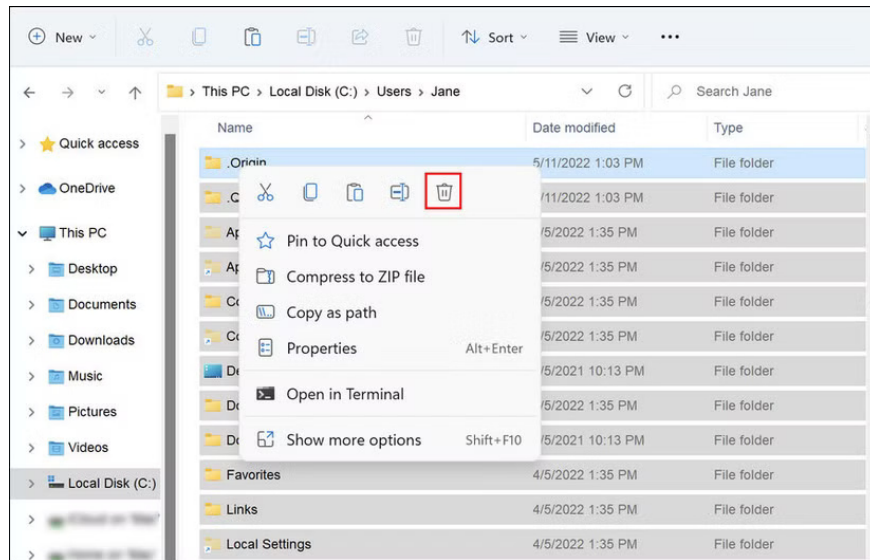 New
Sort
View
This PC > Local Disk (C:) > Users > Jane
Search Jane
Name
Date modified
Type
Quick access
OneDrive
This PC
Desktop
Documents
Downloads
Music
Pictures
Videos
Local Disk (C:)
.Origin 5/11/2022 1:03 PM File folder
/11/2022 1:03 PM File folder
/5/2022 1:35 PM File folder
/5/2022 1:35 PM File folder
/5/2022 1:35 PM File folder
/5/2022 1:35 PM File folder
/5/2021 10:13 PM File folder
/5/2022 1:35 PM File folder
/5/2021 10:13 PM File folder
Favorites 4/5/2022 1:35 PM File folder
Links 4/5/2022 1:35 PM File folder
Local Settings 4/5/2022 1:35 PM File folder
Pin to Quick access
Compress to ZIP file
Copy as path
Properties Alt+Enter
Open in Terminal
Show more options Shift+F10